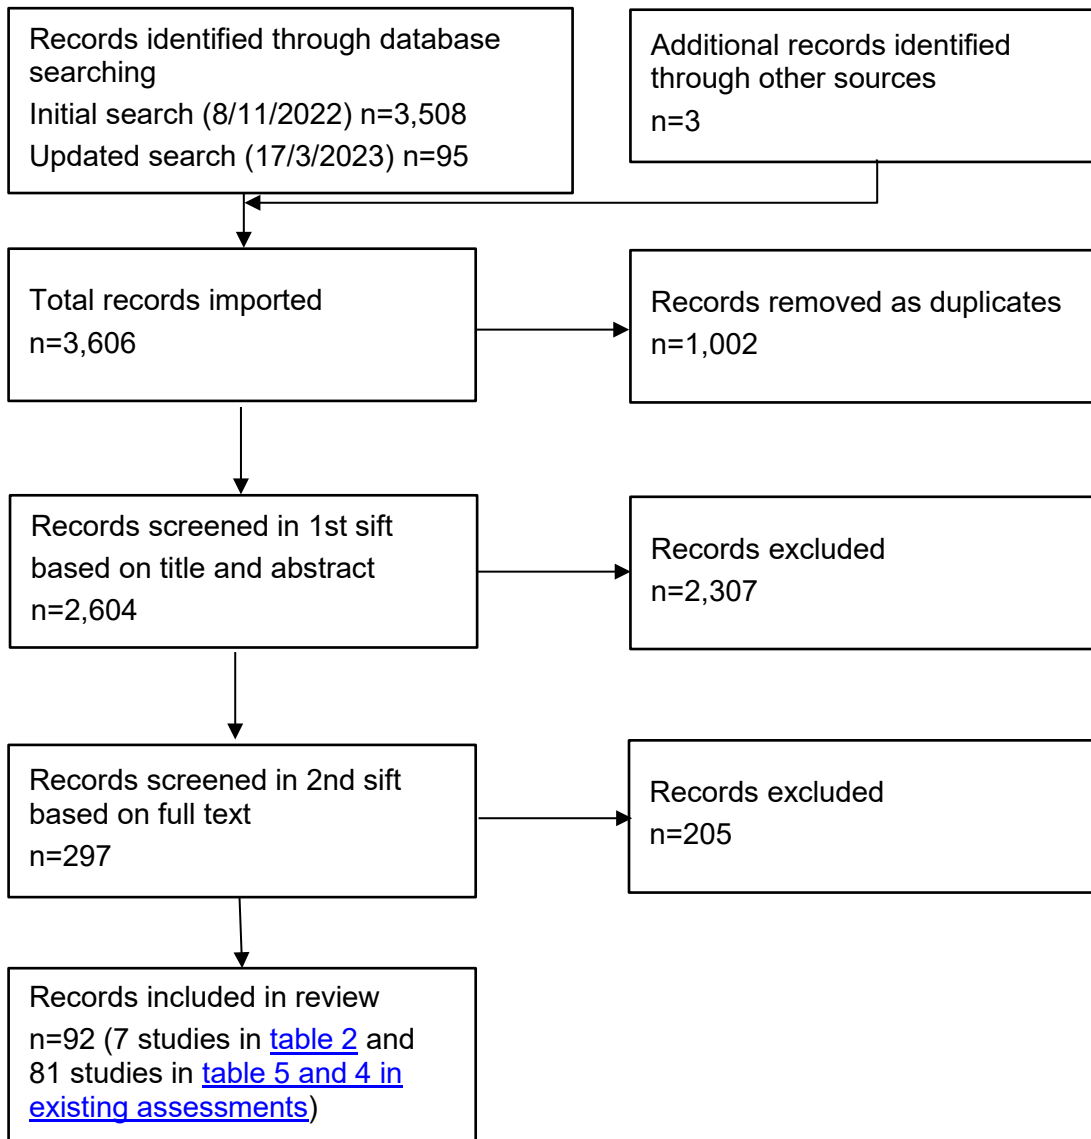 Records identified through database
searching
Initial search (8/11/2022) n=3,508
Updated search (17/3/2023) n=95
Additional records identified
through other sources
n=3
Total records imported
n=3,606
Records removed as duplicates
n=1,002
Records screened in 1st sift
based on title and abstract
n=2,604
Records excluded
n=2,307
Records screened in 2nd sift
based on full text
n=297
Records excluded
n=205
Records included in review
n=92 (7 studies in table 2 and
81 studies in table 5 and 4 in
existing assessments)